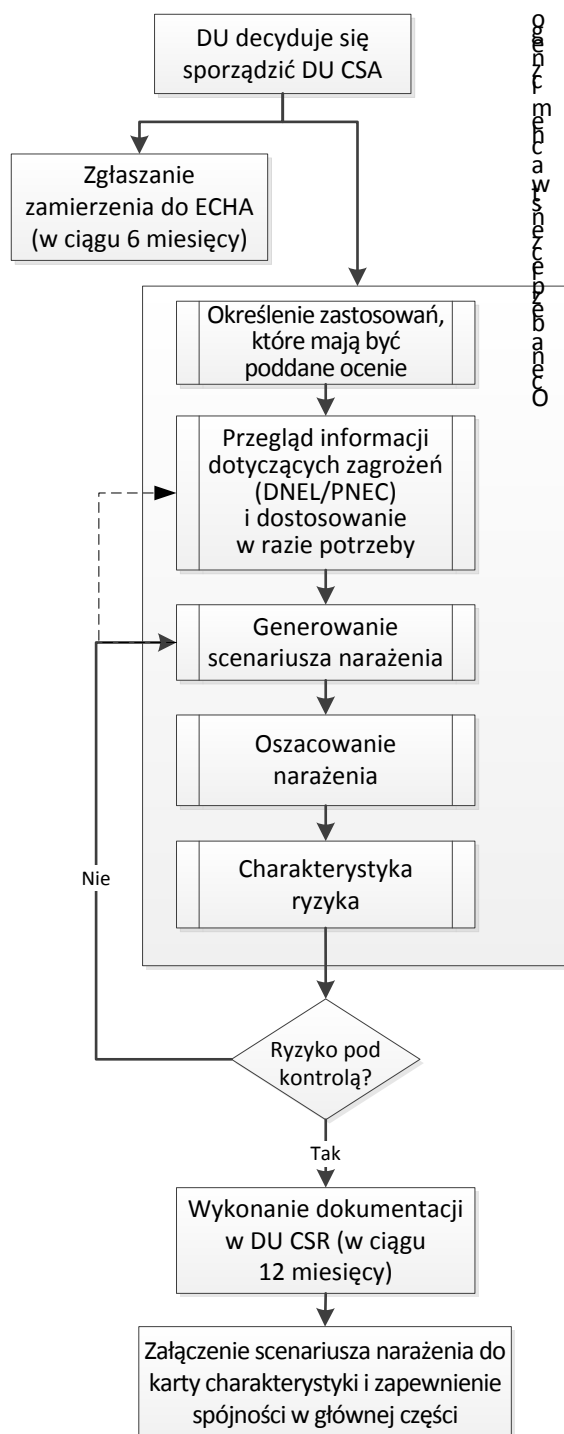 DU decyduje się
sporządzić DU CSA
Zgłaszanie
zamierzenia do ECHA
(w ciągu 6 miesięcy)
Ocena bezpieczeństwa chemicznego
Określenie zastosowań,
które mają być
poddane ocenie
Przegląd informacji
dotyczących zagrożeń
(DNEL/PNEC)
i dostosowanie
w razie potrzeby
Generowanie
scenariusza narażenia
Oszacowanie
narażenia
Charakterystyka
ryzyka
Nie
Ryzyko pod
kontrolą?
Tak
Wykonanie dokumentacji
w DU CSR (w ciągu
12 miesięcy)
Załączenie scenariusza narażenia do
karty charakterystyki i zapewnienie
spójności w głównej części